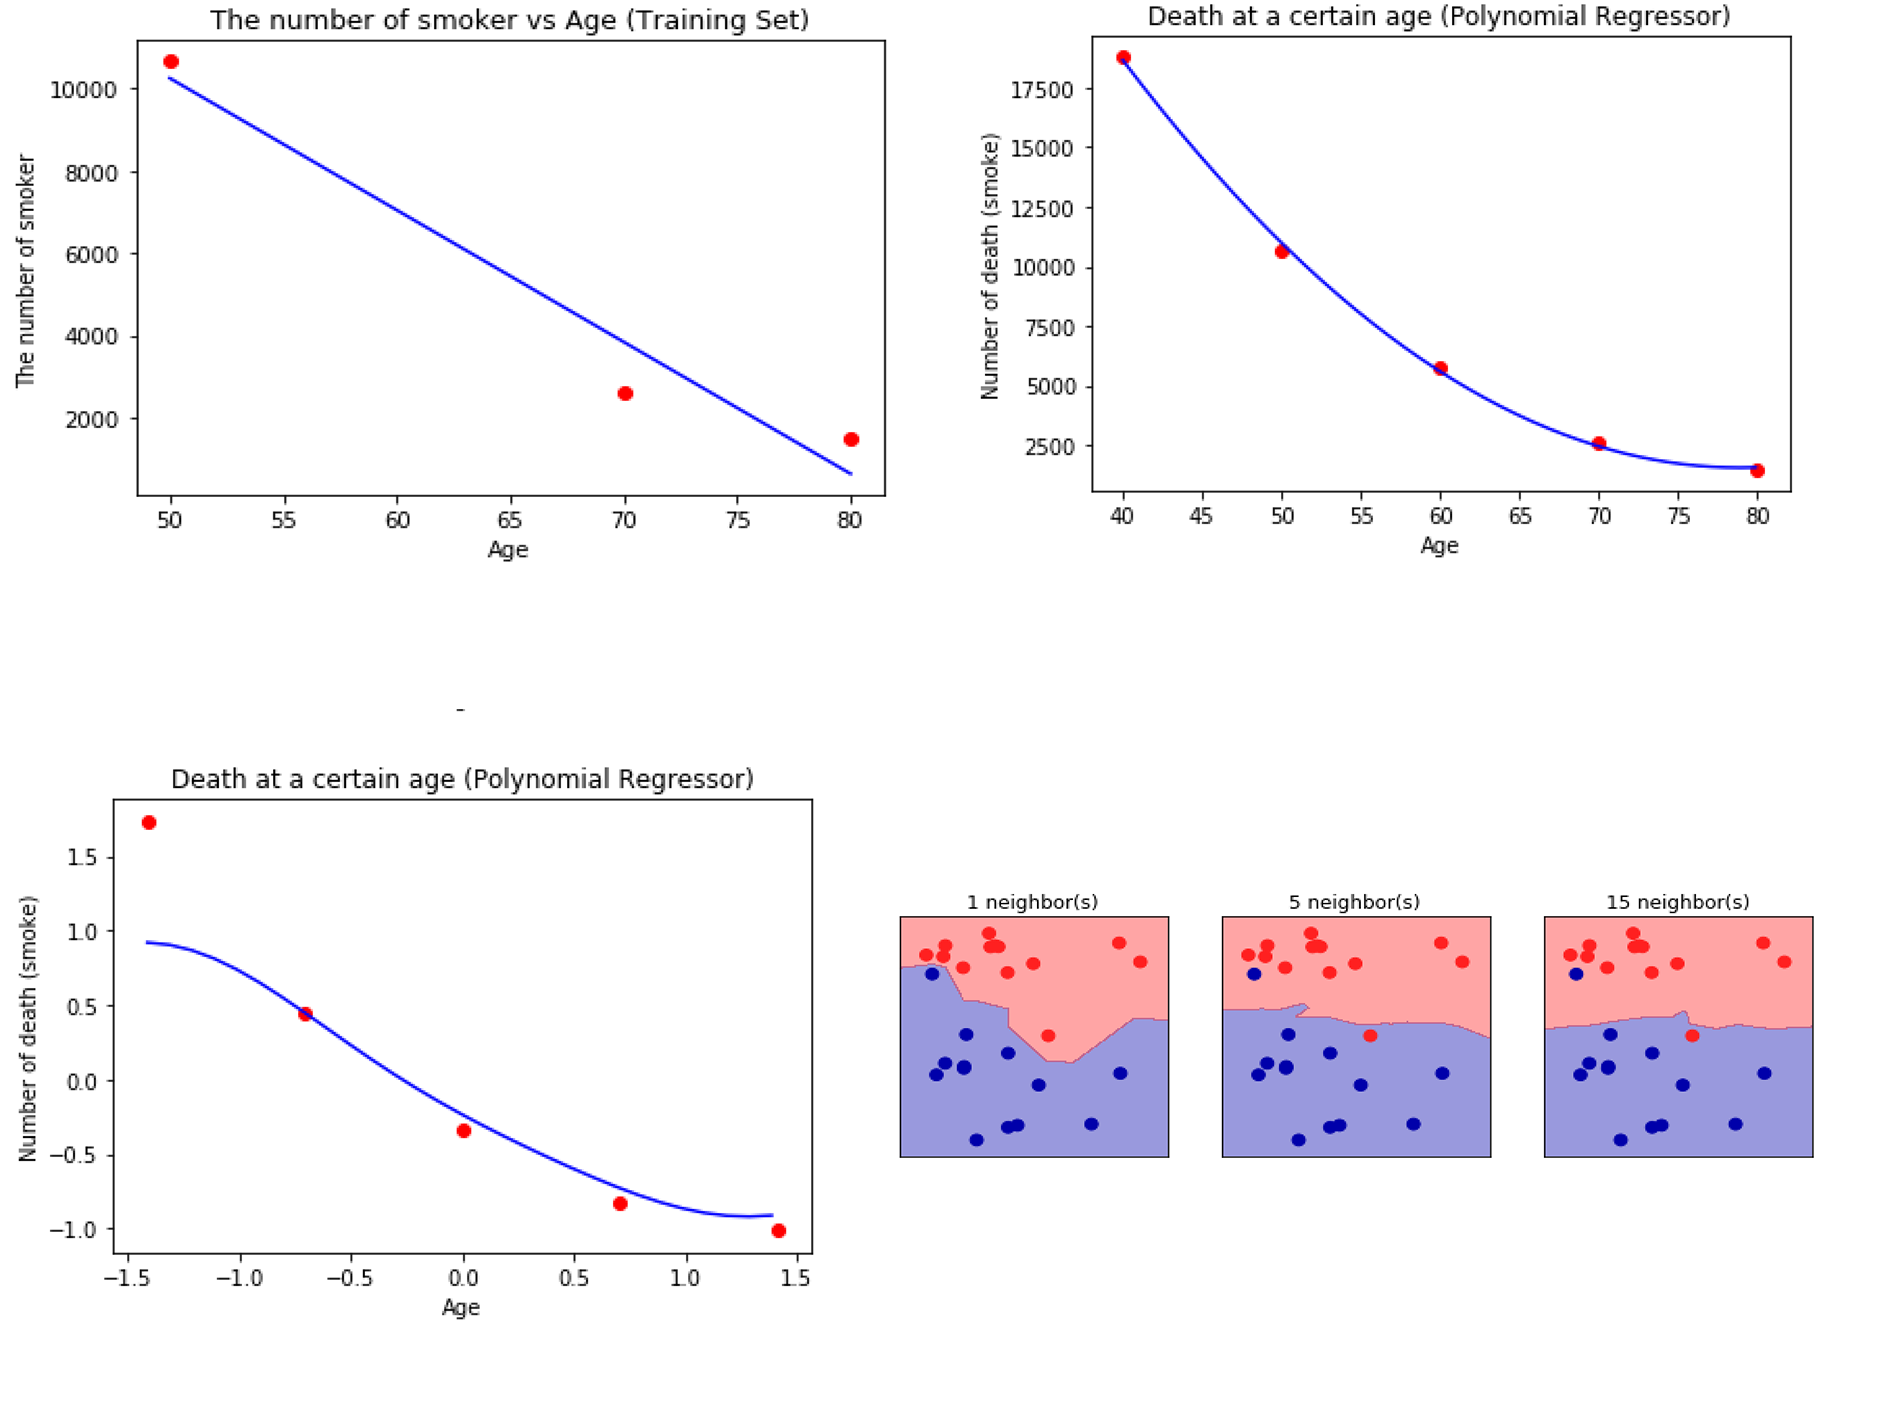 The number of smoker vs Age (Training Set)
The number of smoker
10000
8000
6000
4000
2000
50 55 60 65 70 75 80
Age
Death at a certain age (Polynomial Regressor)
Number of death (smoke)
17500
15000
12500
10000
7500
5000
2500
40 45 50 55 60 65 70 75 80
Age
-
Death at a certain age (Polynomial Regressor)
Number of death (smoke)
1.5
1.0
0.5
0.0
−0.5
−1.0
−1.5 −1.0 −0.5 0.0 0.5 1.0 1.5
Age
1 neighbor(s)
5 neighbor(s)
15 neighbor(s)